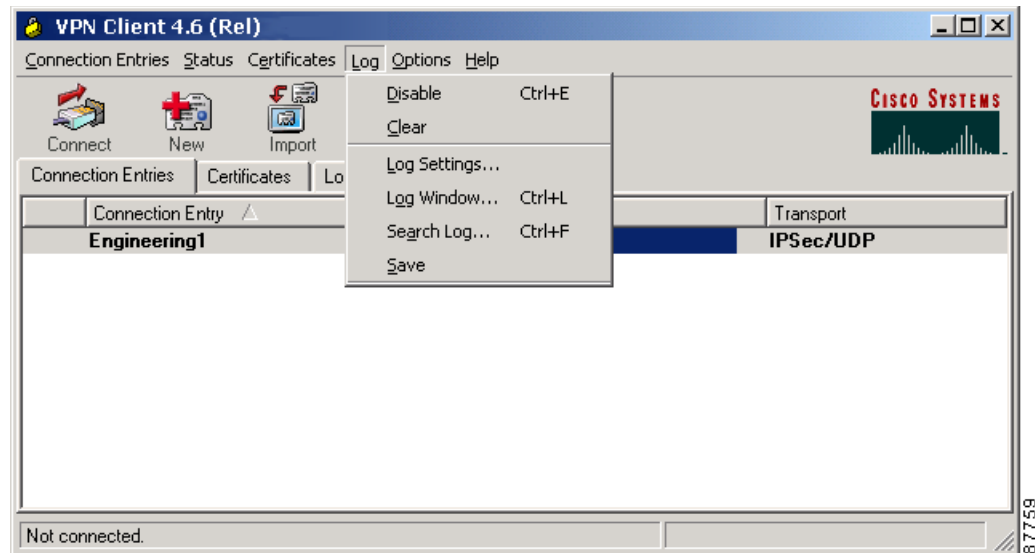 VPN Client 4.6 (Rel)
Connection Entries Status Certificates Log Options Help
Disable Ctrl+E
Clear
Log Settings...
Log Window... Ctrl+L
Search Log... Ctrl+F
Save
Connect New Import
CISCO SYSTEMS
Connection Entries Certificates Lo
Connection Entry Transport
Engineering1 IPSec/UDP
Not connected.
87759